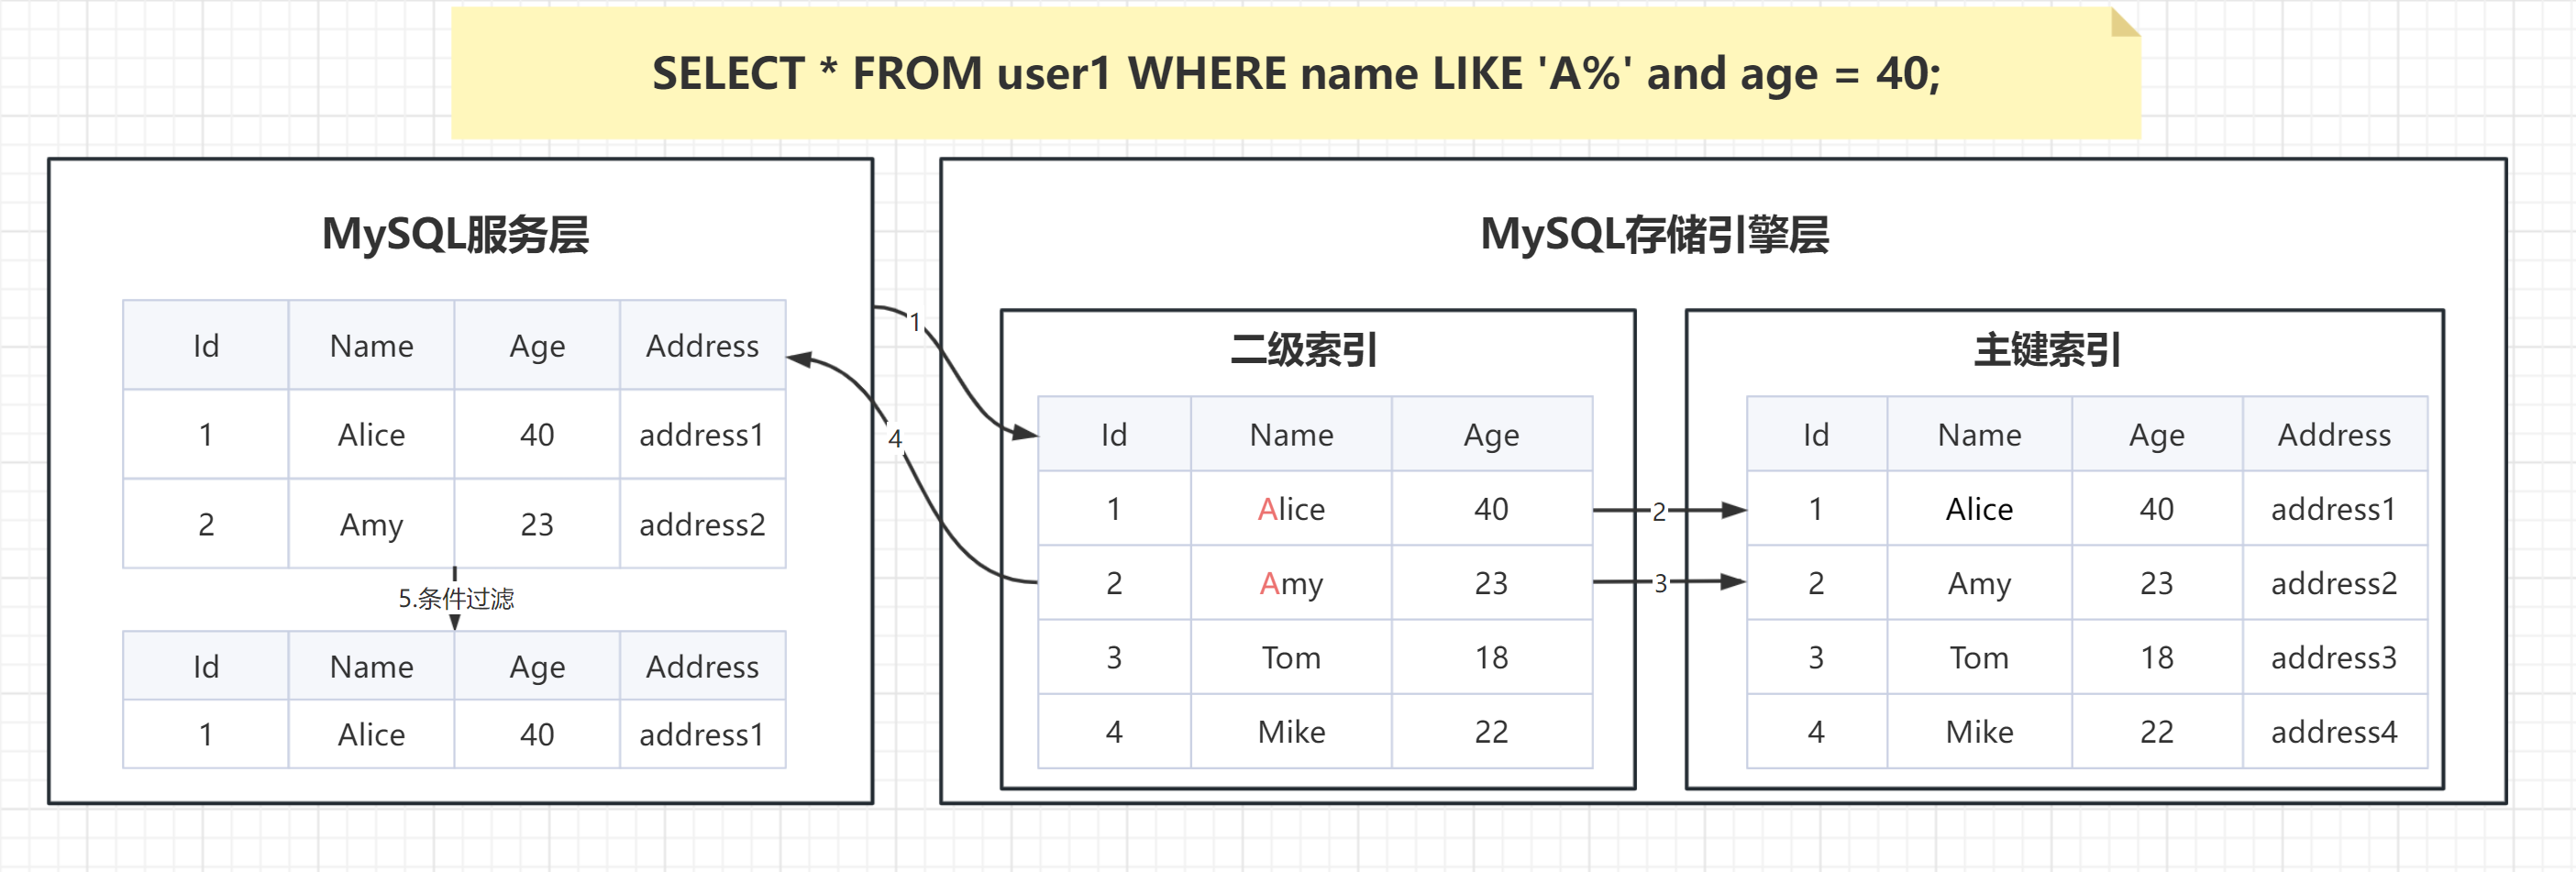 SELECT * FROM user1 WHERE name LIKE 'A%' and age = 40;
MySQL服务层
Id Name Age Address
1 Alice 40 address1
2 Amy 23 address2
5.条件过滤
Id Name Age Address
1 Alice 40 address1
1
4
MySQL存储引擎层
二级索引
Id Name Age
1 Alice 40
2 Amy 23
3 Tom 18
4 Mike 22
2
3
主键索引
Id Name Age Address
1 Alice 40 address1
2 Amy 23 address2
3 Tom 18 address3
4 Mike 22 address4